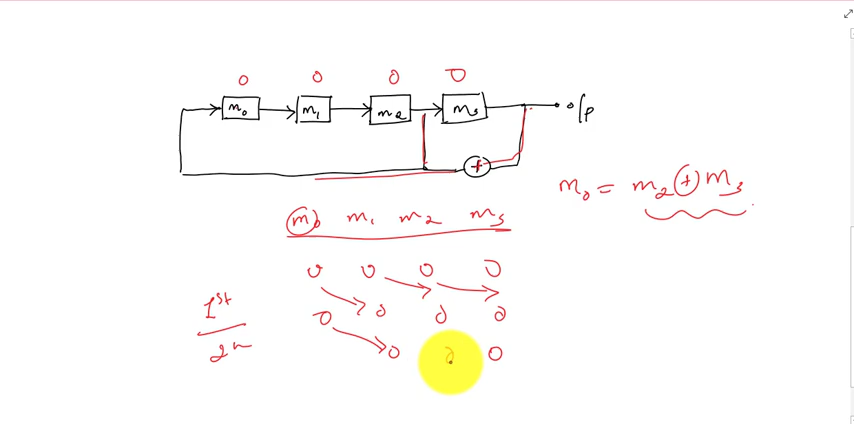 0 0 0 0
m₀ m₁ m₂ m₃ o/p
+
m₀ = m₂ ⊕ m₃
m₀ m₁ m₂ m₃
0 0 0 0
1st 0 0 0 0
2n 0 0 0